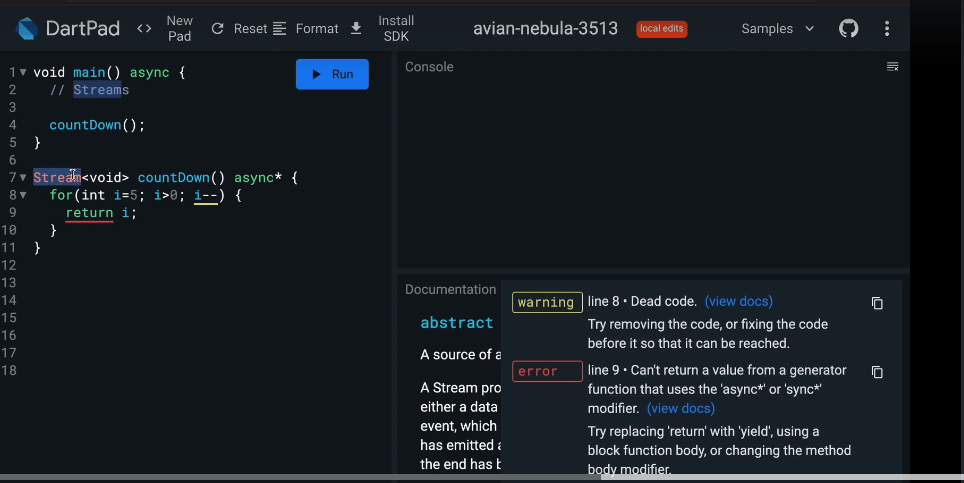 DartPad <> New Pad Reset Format Install SDK avian-nebula-3513 local edits Samples
1 void main() async {
2 // Streams
3
4 countDown();
5 }
6
7 Stream<void> countDown() async* {
8 for(int i=5; i>0; i--) {
9 return i;
10 }
11 }
12
13
14
15
16
17
18
Run
Console
Documentation
abstract
A source of a
A Stream pro
either a data
event, which
has emitted a
the end has b
warning line 8 • Dead code. (view docs)
Try removing the code, or fixing the code
before it so that it can be reached.
error line 9 • Can't return a value from a generator
function that uses the 'async*' or 'sync*'
modifier. (view docs)
Try replacing 'return' with 'yield', using a
block function body, or changing the method
body modifier.